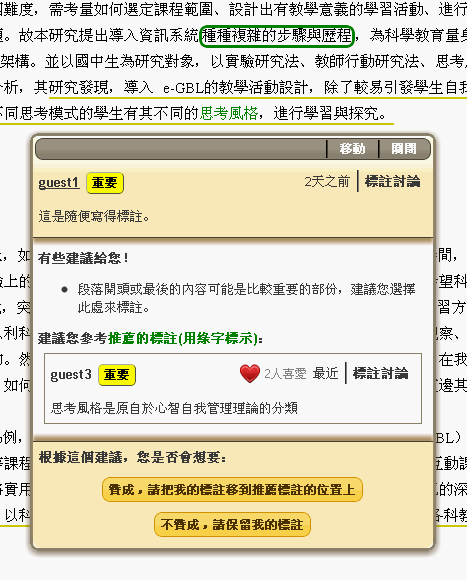 困難度，需考量如何選定課程範圍、設計出有教學意義的學習活動、進行
。故本研究提出導入資訊系統種種複雜的步驟與歷程，為科學教育量身
架構。並以國中生為研究對象，以實驗研究法、教師行動研究法、思考
析，其研究發現，導入 e-GBL的教學活動設計，除了較易引發學生自我
不同思考模式的學生有其不同的思考風格，進行學習與探究。
移動 關閉
guest1 重要 2天之前 標註討論
這是隨便寫得標註。
有些建議給您！
• 段落開頭或最後的內容可能是比較重要的部份，建議您選擇
此處來標註。
建議您參考推薦的標註(用綠字標示)：
guest3 重要 2人喜愛 最近 標註討論
思考風格是原自於心智自我管理理論的分類
根據這個建議，您是否會想要：
贊成，請把我的標註移到推薦標註的位置上
不贊成，請保留我的標註